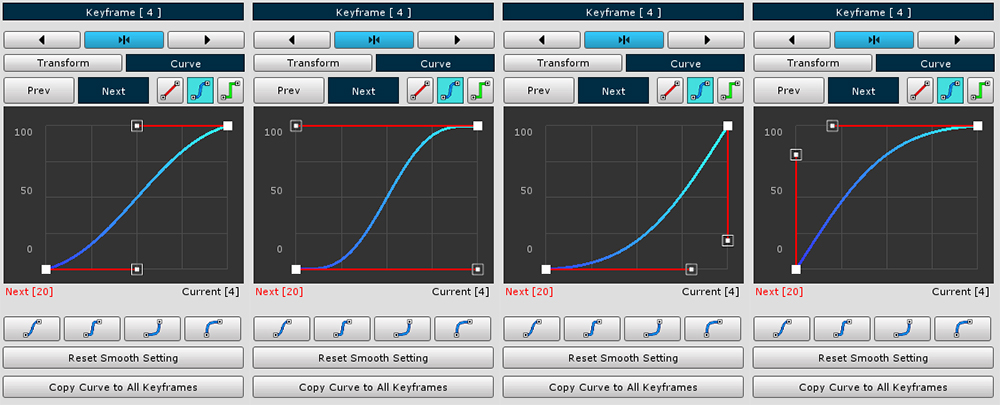 Keyframe [ 4 ]
Transform Curve
Prev Next
100
50
0
Next [20] Current [4]
Reset Smooth Setting
Copy Curve to All Keyframes
Keyframe [ 4 ]
Transform Curve
Prev Next
100
50
0
Next [20] Current [4]
Reset Smooth Setting
Copy Curve to All Keyframes
Keyframe [ 4 ]
Transform Curve
Prev Next
100
50
0
Next [20] Current [4]
Reset Smooth Setting
Copy Curve to All Keyframes
Keyframe [ 4 ]
Transform Curve
Prev Next
100
50
0
Next [20] Current [4]
Reset Smooth Setting
Copy Curve to All Keyframes